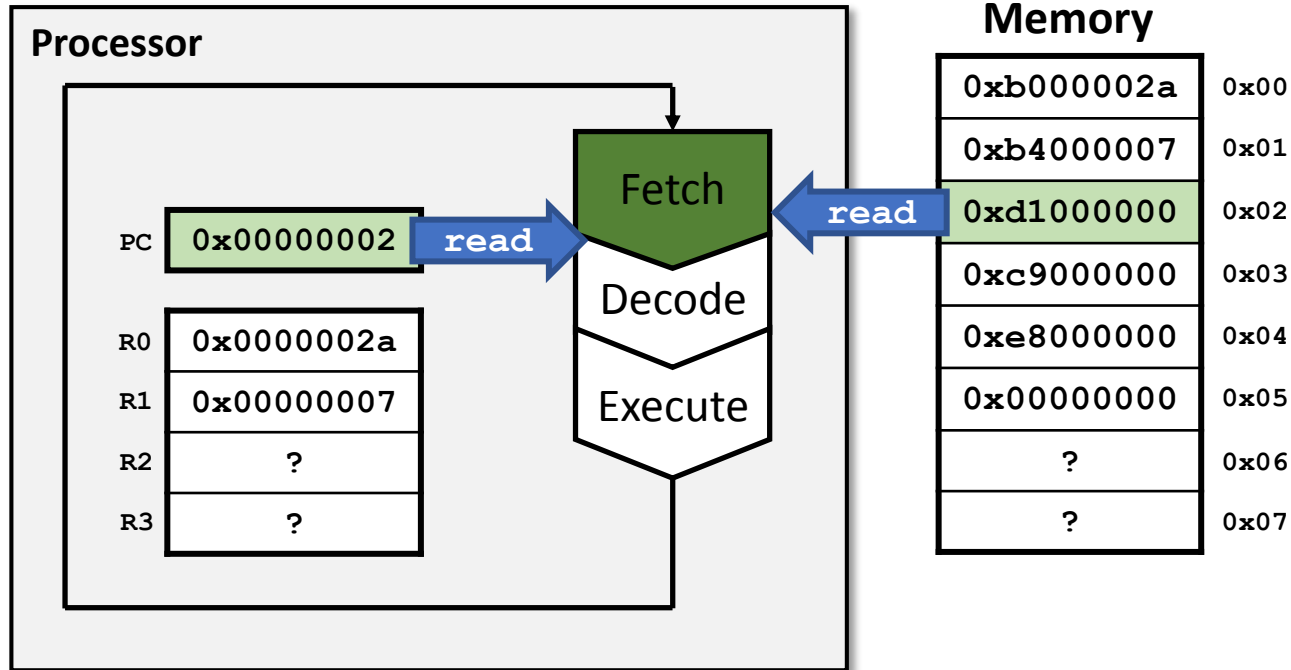 Processor
Fetch
Decode
Execute
PC 0x00000002 read
R0 0x0000002a
R1 0x00000007
R2 ?
R3 ?
read
Memory
0xb000002a 0x00
0xb4000007 0x01
0xd1000000 0x02
0xc9000000 0x03
0xe8000000 0x04
0x00000000 0x05
? 0x06
? 0x07